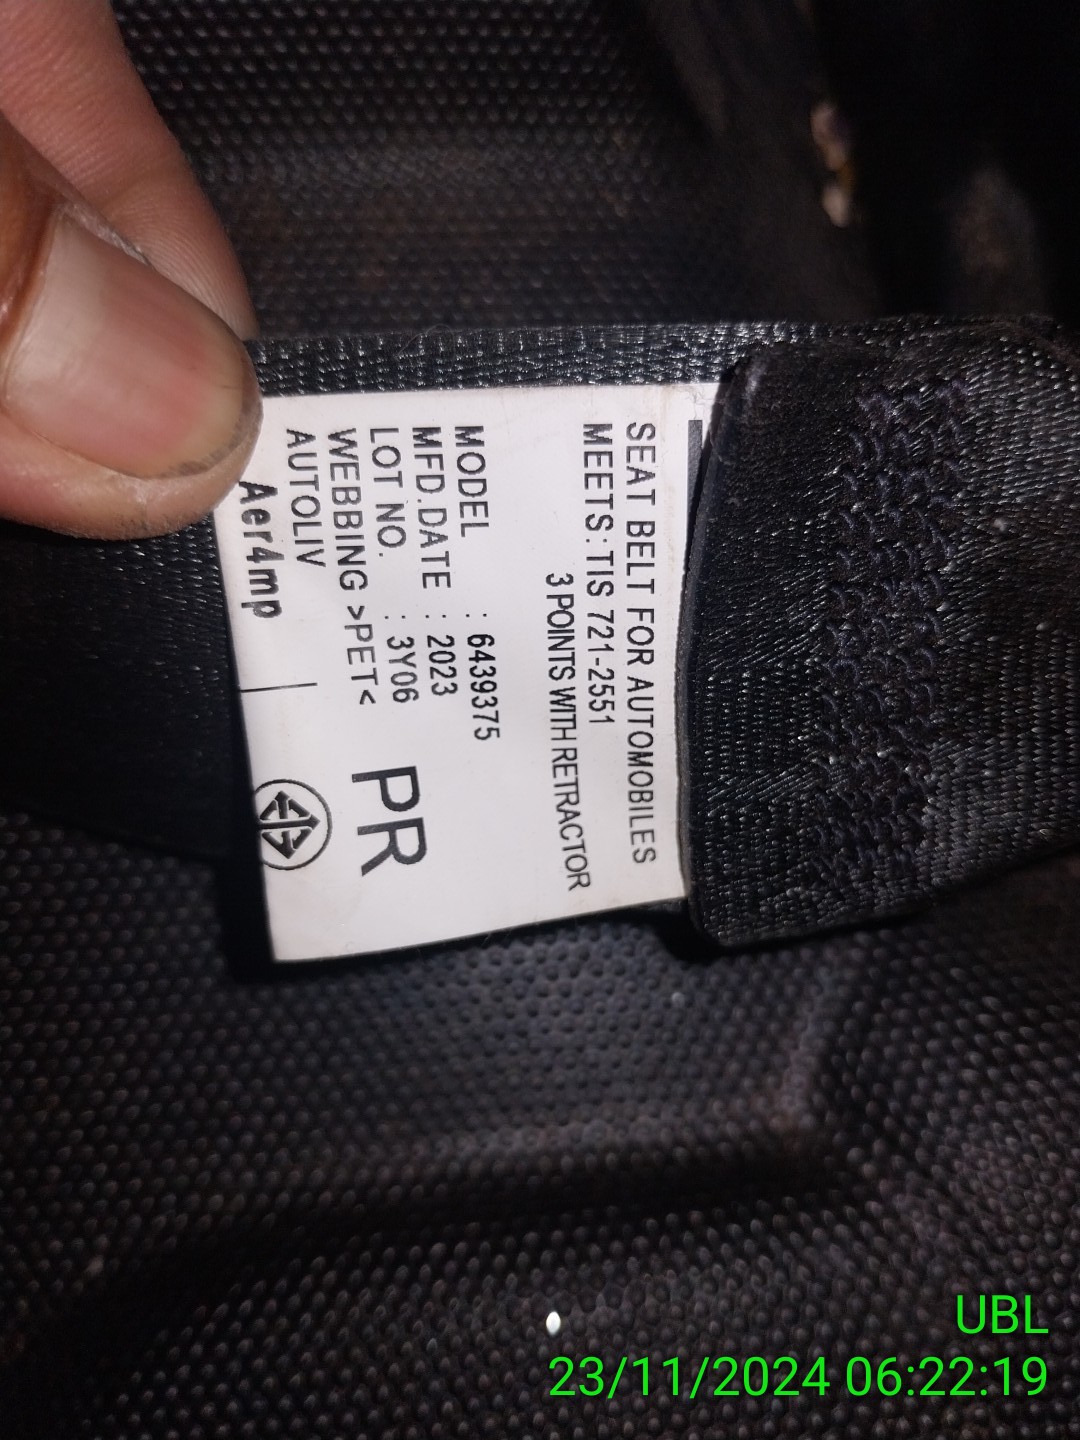 SEAT BELT FOR AUTOMOBILES
MEETS: TIS 721-2551
3 POINTS WITH RETRACTOR
MODEL : 6439375
MFD.DATE : 2023
LOT NO. : 3Y06
WEBBING >PET<
PR
AUTOLIV
Aer4mp
UBL
23/11/2024 06:22:19